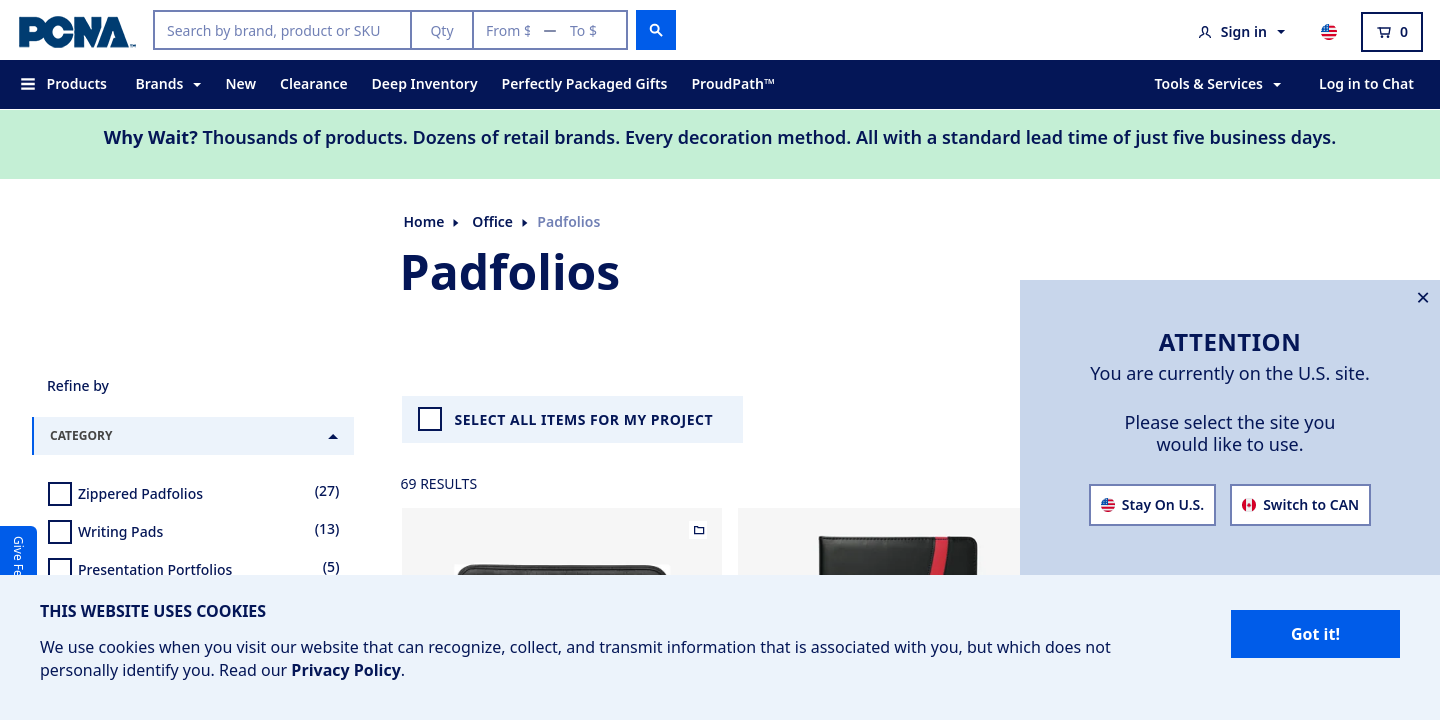 PCNA™
Search by brand, product or SKU
Qty
From $ — To $
Sign in
0
Products
Brands
New
Clearance
Deep Inventory
Perfectly Packaged Gifts
ProudPath™
Tools & Services
Log in to Chat
Why Wait? Thousands of products. Dozens of retail brands. Every decoration method. All with a standard lead time of just five business days.
Home
Office
Padfolios
Padfolios
Refine by
CATEGORY
Zippered Padfolios (27)
Writing Pads (13)
Presentation Portfolios (5)
SELECT ALL ITEMS FOR MY PROJECT
69 RESULTS
ATTENTION
You are currently on the U.S. site.
Please select the site you
would like to use.
Stay On U.S.
Switch to CAN
Give Fe
THIS WEBSITE USES COOKIES
We use cookies when you visit our website that can recognize, collect, and transmit information that is associated with you, but which does not
personally identify you. Read our Privacy Policy.
Got it!